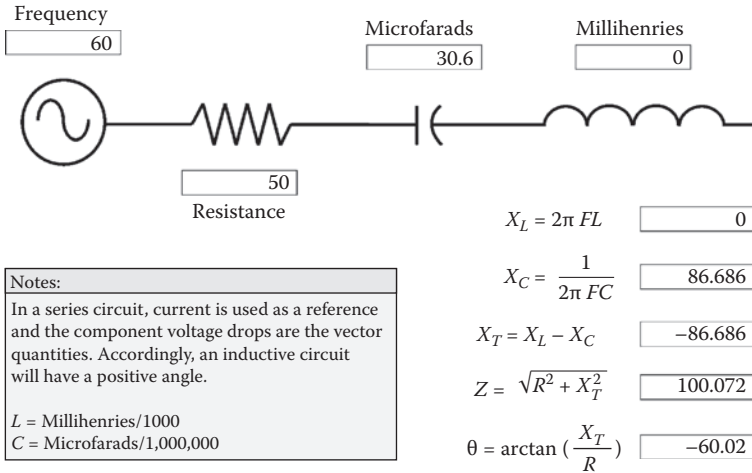 Frequency
60
Microfarads
30.6
Millihenries
0
50
Resistance
X_L = 2π FL 0
X_C = 1 / 2π FC 86.686
X_T = X_L – X_C –86.686
Z = √R² + X_T² 100.072
θ = arctan ( X_T / R ) –60.02
Notes:
In a series circuit, current is used as a reference
and the component voltage drops are the vector
quantities. Accordingly, an inductive circuit
will have a positive angle.
L = Millihenries/1000
C = Microfarads/1,000,000